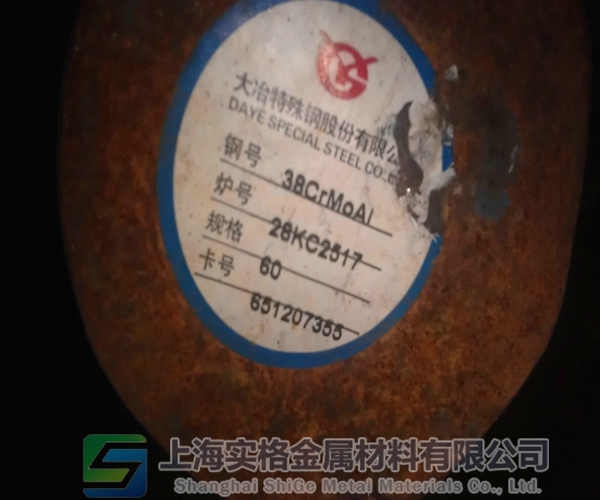 大冶特殊钢股份有限公
DAYE SPECIAL STEEL CO.
钢号 38CrMoAl
炉号 28KC2517
规格 60
卡号 651207355
上海实格金属材料有限公司
Shanghai ShiGe Metal Materials Co., Ltd.